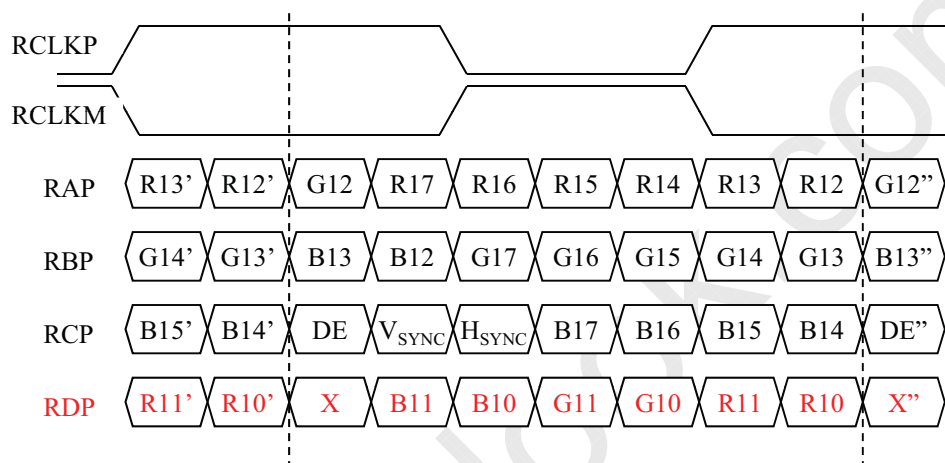 RCLKP
RCLKM
RAP R13’ R12’ G12 R17 R16 R15 R14 R13 R12 G12”
RBP G14’ G13’ B13 B12 G17 G16 G15 G14 G13 B13”
RCP B15’ B14’ DE VSYNC HSYNC B17 B16 B15 B14 DE”
RDP R11’ R10’ X B11 B10 G11 G10 R11 R10 X”